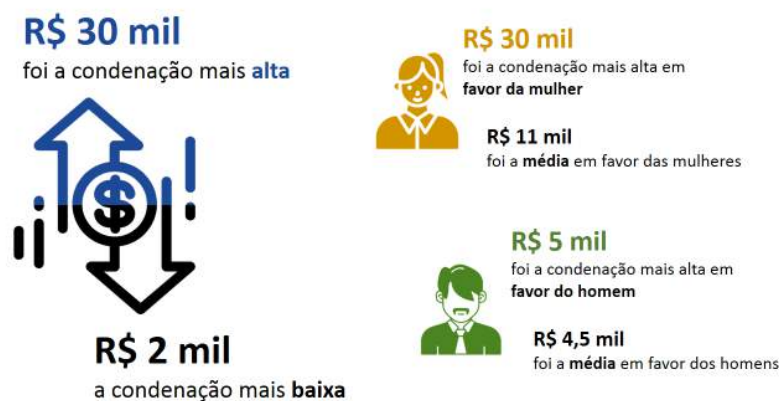 R$ 30 mil
foi a condenação mais alta
R$ 2 mil
a condenação mais baixa
R$ 30 mil
foi a condenação mais alta em
favor da mulher
R$ 11 mil
foi a média em favor das mulheres
R$ 5 mil
foi a condenação mais alta em
favor do homem
R$ 4,5 mil
foi a média em favor dos homens